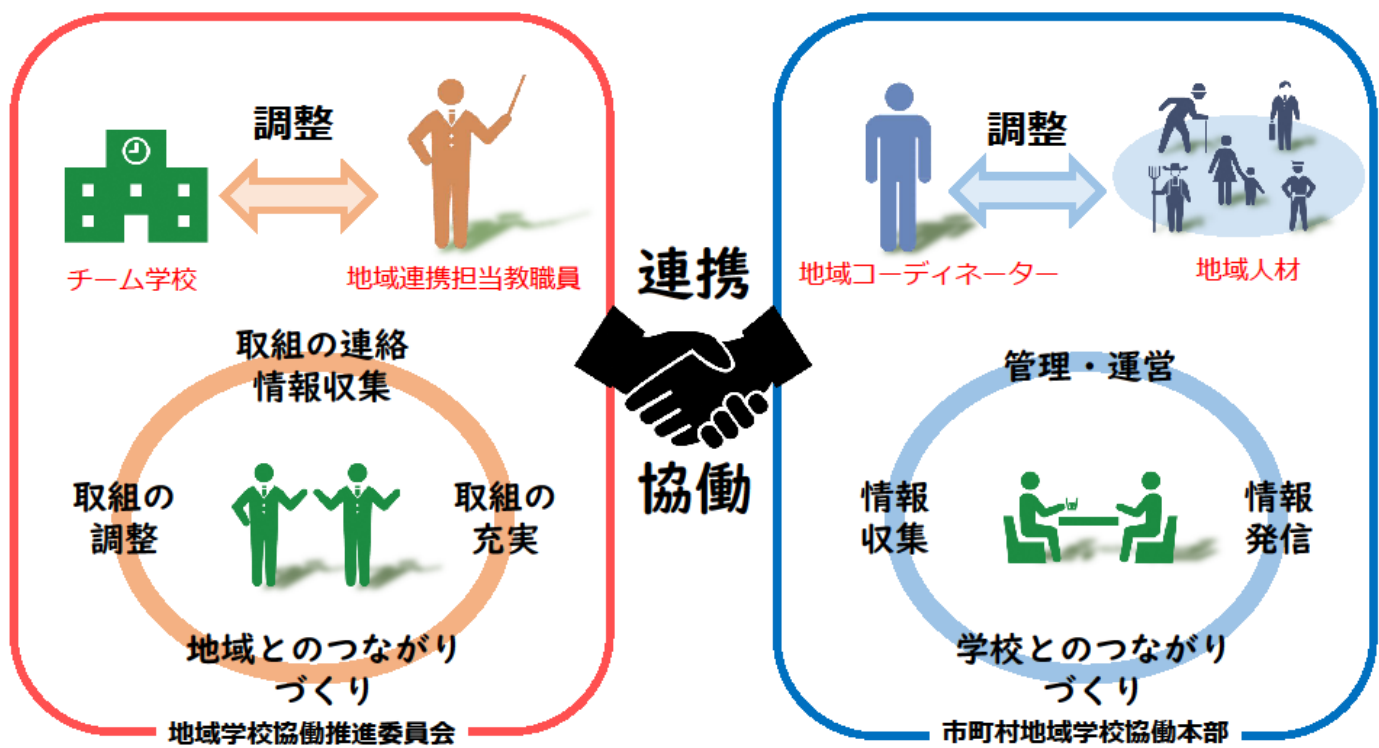 調整
チーム学校
地域連携担当教職員
取組の連絡
情報収集
取組の
調整
取組の
充実
地域とのつながり
づくり
地域学校協働推進委員会
連携
協働
調整
地域コーディネーター
地域人材
管理・運営
情報
収集
情報
発信
学校とのつながり
づくり
市町村地域学校協働本部